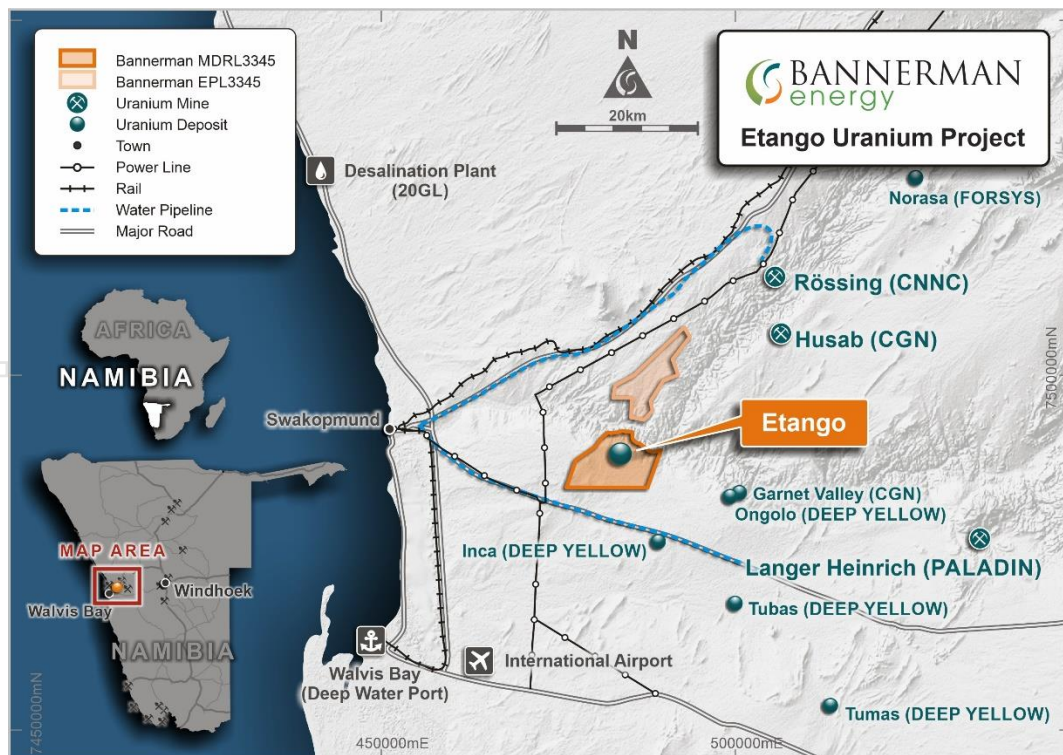 Bannerman MDRL3345
Bannerman EPL3345
Uranium Mine
Uranium Deposit
Town
Power Line
Rail
Water Pipeline
Major Road
N
20km
BANNERMAN
energy
Etango Uranium Project
Desalination Plant
(20GL)
Norasa (FORSYS)
Rössing (CNNC)
Husab (CGN)
7500000mN
AFRICA
NAMIBIA
Swakopmund
Etango
Garnet Valley (CGN)
Ongolo (DEEP YELLOW)
Inca (DEEP YELLOW)
Langer Heinrich (PALADIN)
Tubas (DEEP YELLOW)
MAP AREA
Windhoek
Walvis Bay
NAMIBIA
Walvis Bay
(Deep Water Port)
International Airport
Tumas (DEEP YELLOW)
7450000mN
450000mE
500000mE